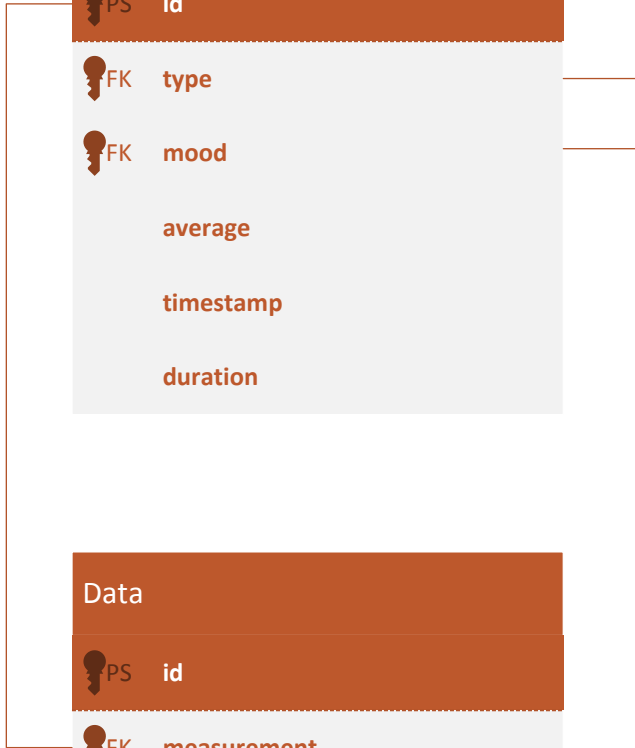 PS id
FK type
FK mood
average
timestamp
duration
Data
PS id
FK measurement